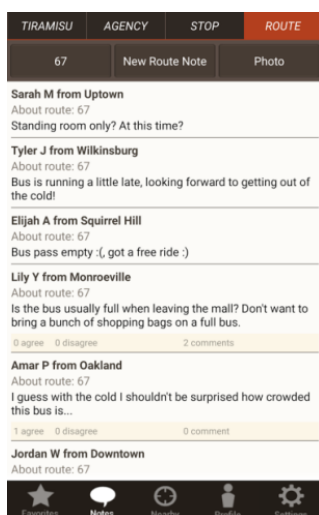 TIRAMISU AGENCY STOP ROUTE
67 New Route Note Photo
Sarah M from Uptown
About route: 67
Standing room only? At this time?
Tyler J from Wilkinsburg
About route: 67
Bus is running a little late, looking forward to getting out of
the cold!
Elijah A from Squirrel Hill
About route: 67
Bus pass empty :(, got a free ride :)
Lily Y from Monroeville
About route: 67
Is the bus usually full when leaving the mall? Don't want to
bring a bunch of shopping bags on a full bus.
0 agree 0 disagree 2 comments
Amar P from Oakland
About route: 67
I guess with the cold I shouldn't be surprised how crowded
this bus is...
1 agree 0 disagree 0 comment
Jordan W from Downtown
About route: 67
Favorites Notes Nearby Profile Settings